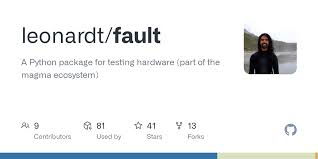 leonardt/fault
A Python package for testing hardware (part of the
magma ecosystem)
9
Contributors
81
Used by
41
Stars
13
Forks